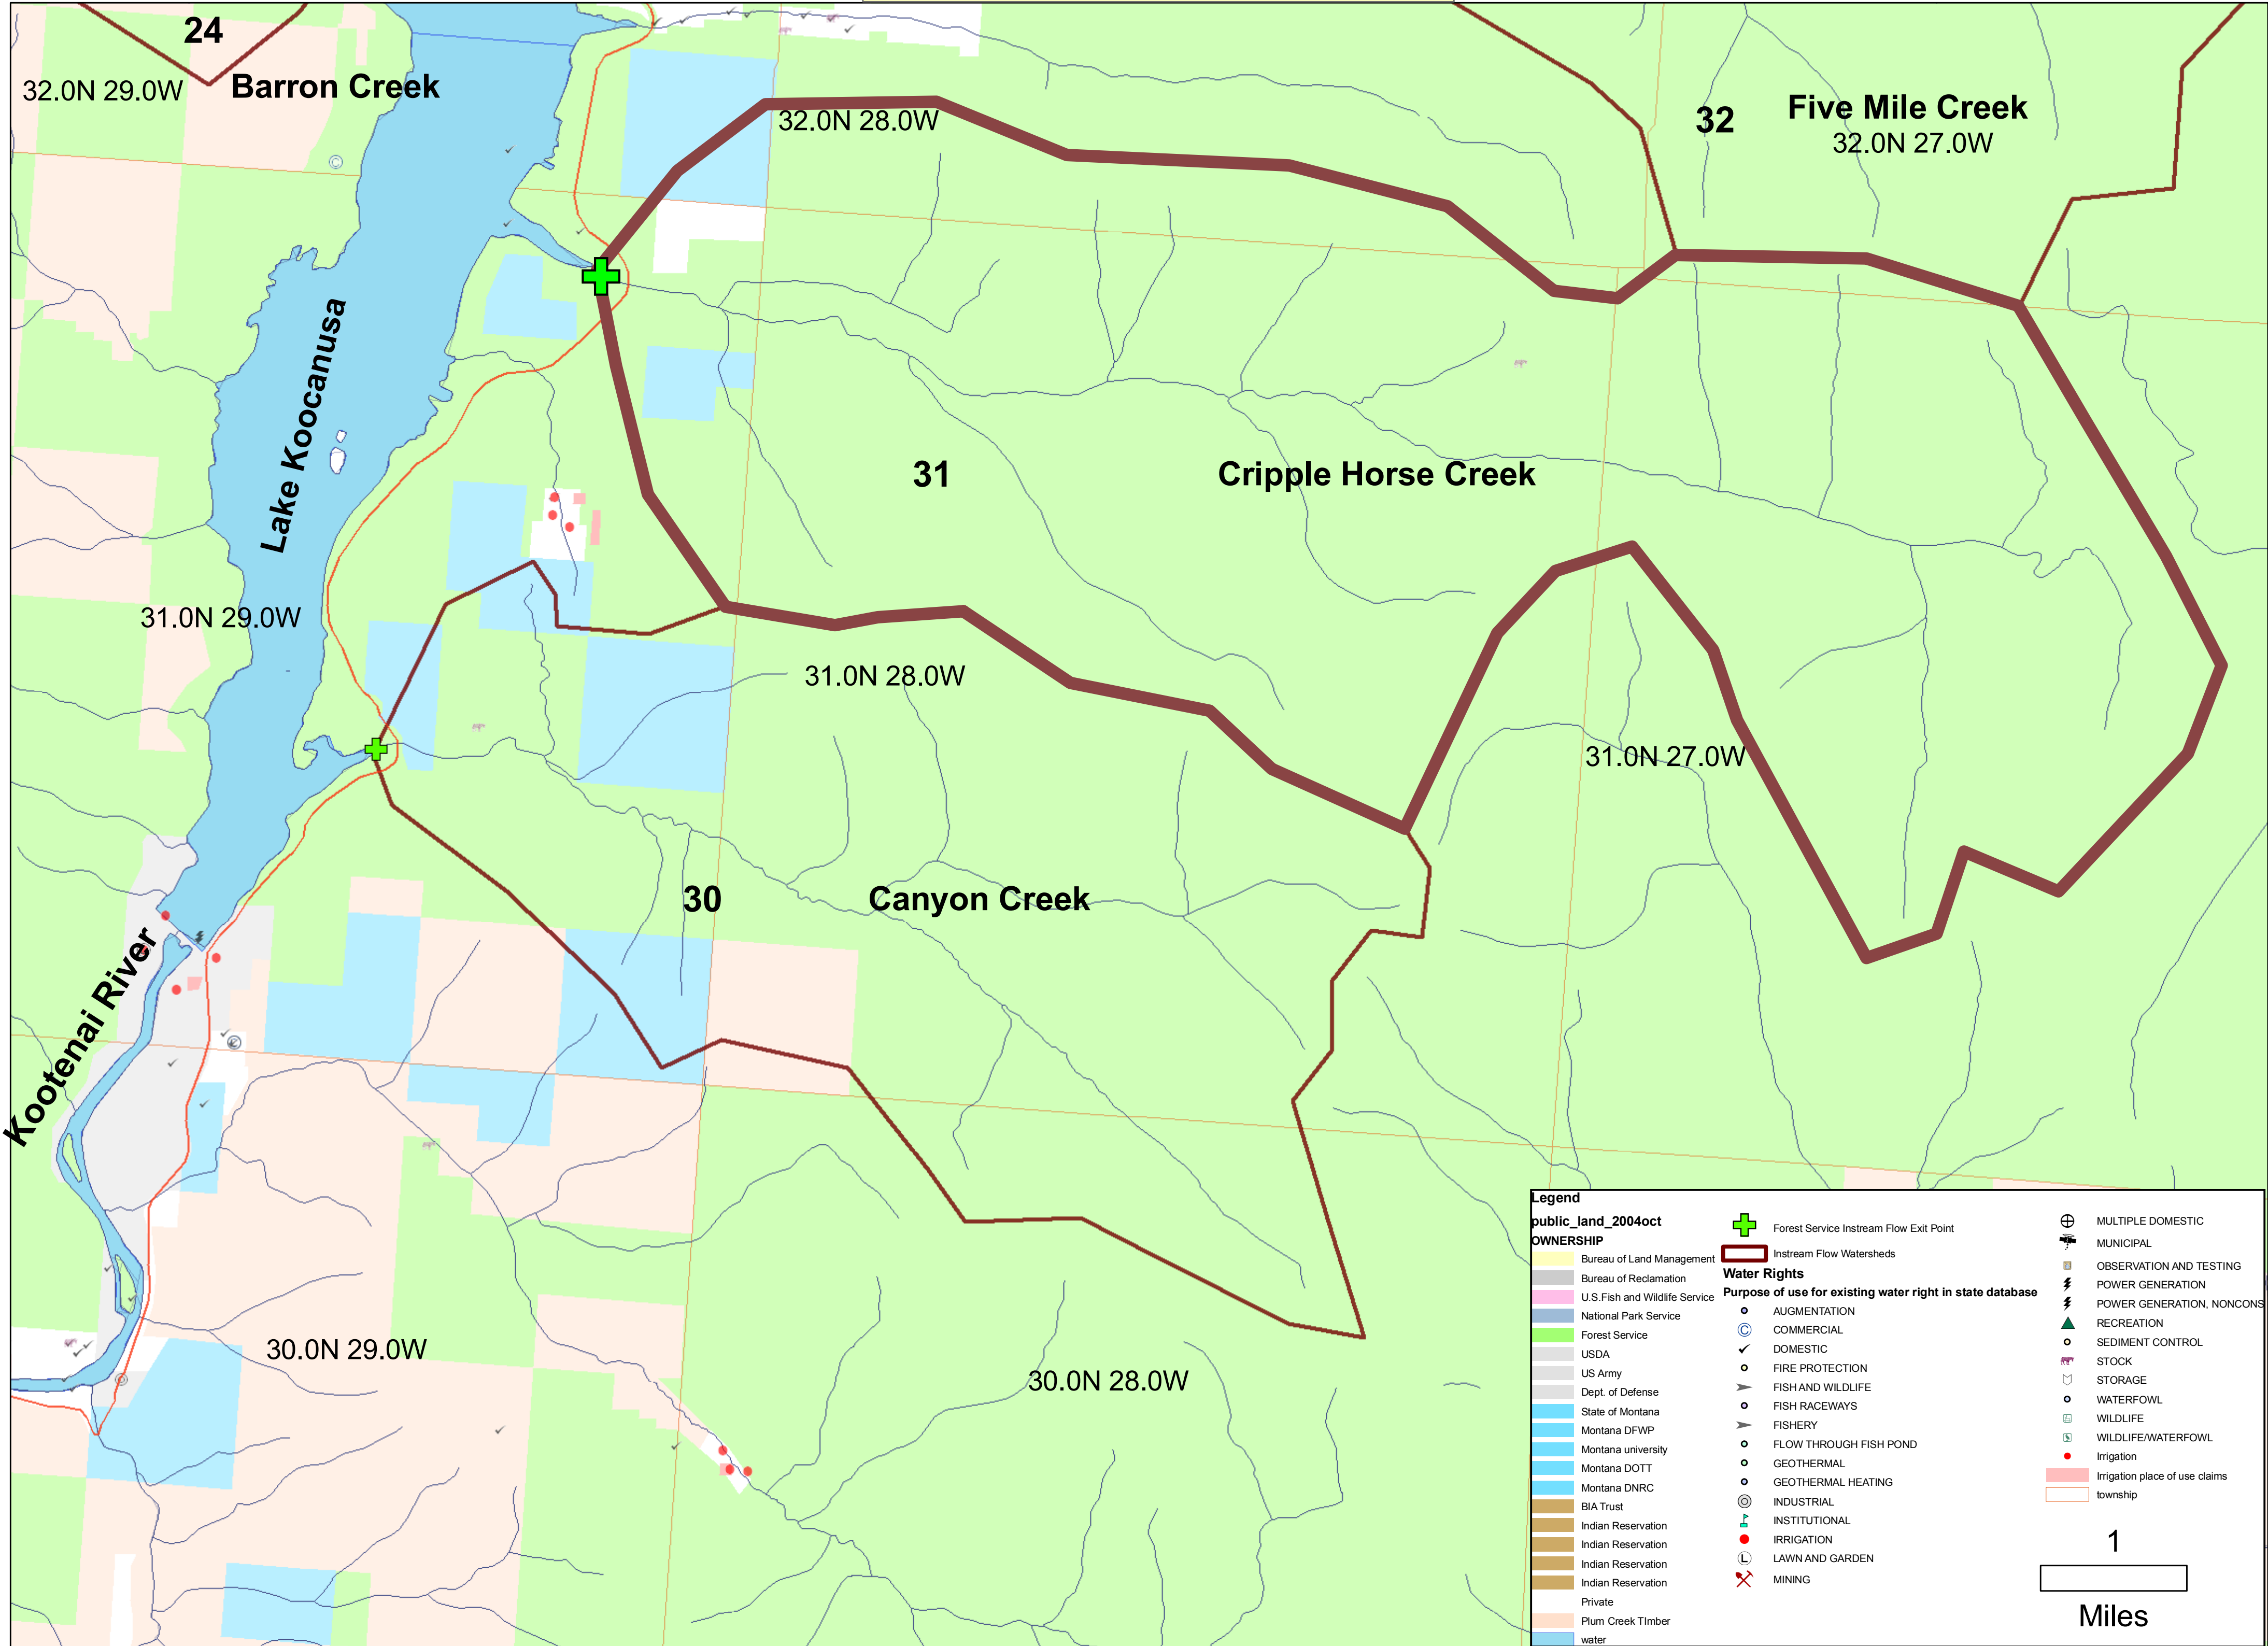 24
32.0N 29.0W
Barron Creek
32.0N 28.0W
32
Five Mile Creek
32.0N 27.0W
Lake Koocanusa
31
Cripple Horse Creek
31.0N 29.0W
31.0N 28.0W
31.0N 27.0W
30
Canyon Creek
Kootenai River
30.0N 29.0W
30.0N 28.0W
Legend
public_land_2004oct
OWNERSHIP
Bureau of Land Management
Bureau of Reclamation
U.S.Fish and Wildlife Service
National Park Service
Forest Service
USDA
US Army
Dept. of Defense
State of Montana
Montana DFWP
Montana university
Montana DOTT
Montana DNRC
BIA Trust
Indian Reservation
Indian Reservation
Indian Reservation
Indian Reservation
Private
Plum Creek TImber
water
Forest Service Instream Flow Exit Point
Instream Flow Watersheds
Water Rights
Purpose of use for existing water right in state database
AUGMENTATION
COMMERCIAL
DOMESTIC
FIRE PROTECTION
FISH AND WILDLIFE
FISH RACEWAYS
FISHERY
FLOW THROUGH FISH POND
GEOTHERMAL
GEOTHERMAL HEATING
INDUSTRIAL
INSTITUTIONAL
IRRIGATION
LAWN AND GARDEN
MINING
MULTIPLE DOMESTIC
MUNICIPAL
OBSERVATION AND TESTING
POWER GENERATION
POWER GENERATION, NONCONS
RECREATION
SEDIMENT CONTROL
STOCK
STORAGE
WATERFOWL
WILDLIFE
WILDLIFE/WATERFOWL
Irrigation
Irrigation place of use claims
township
1
Miles